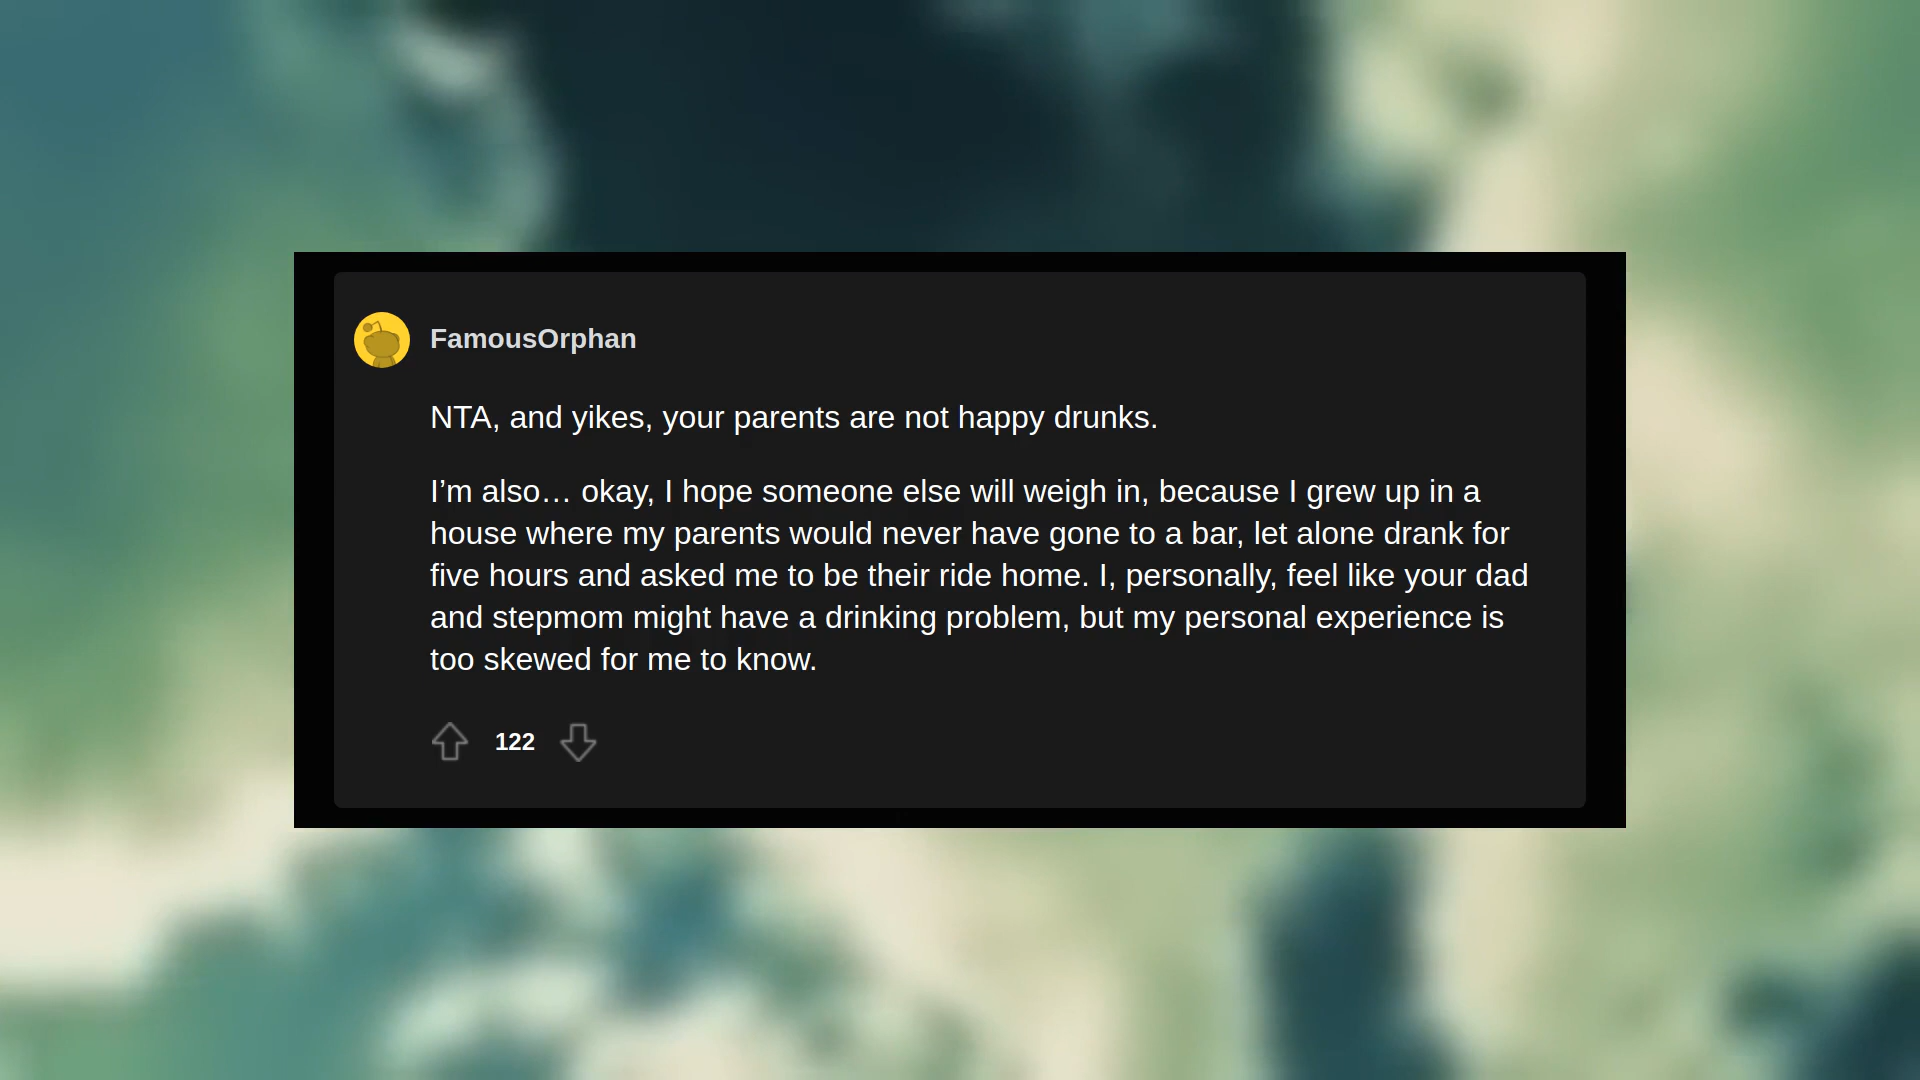 FamousOrphan
NTA, and yikes, your parents are not happy drunks.
I’m also… okay, I hope someone else will weigh in, because I grew up in a
house where my parents would never have gone to a bar, let alone drank for
five hours and asked me to be their ride home. I, personally, feel like your dad
and stepmom might have a drinking problem, but my personal experience is
too skewed for me to know.
122